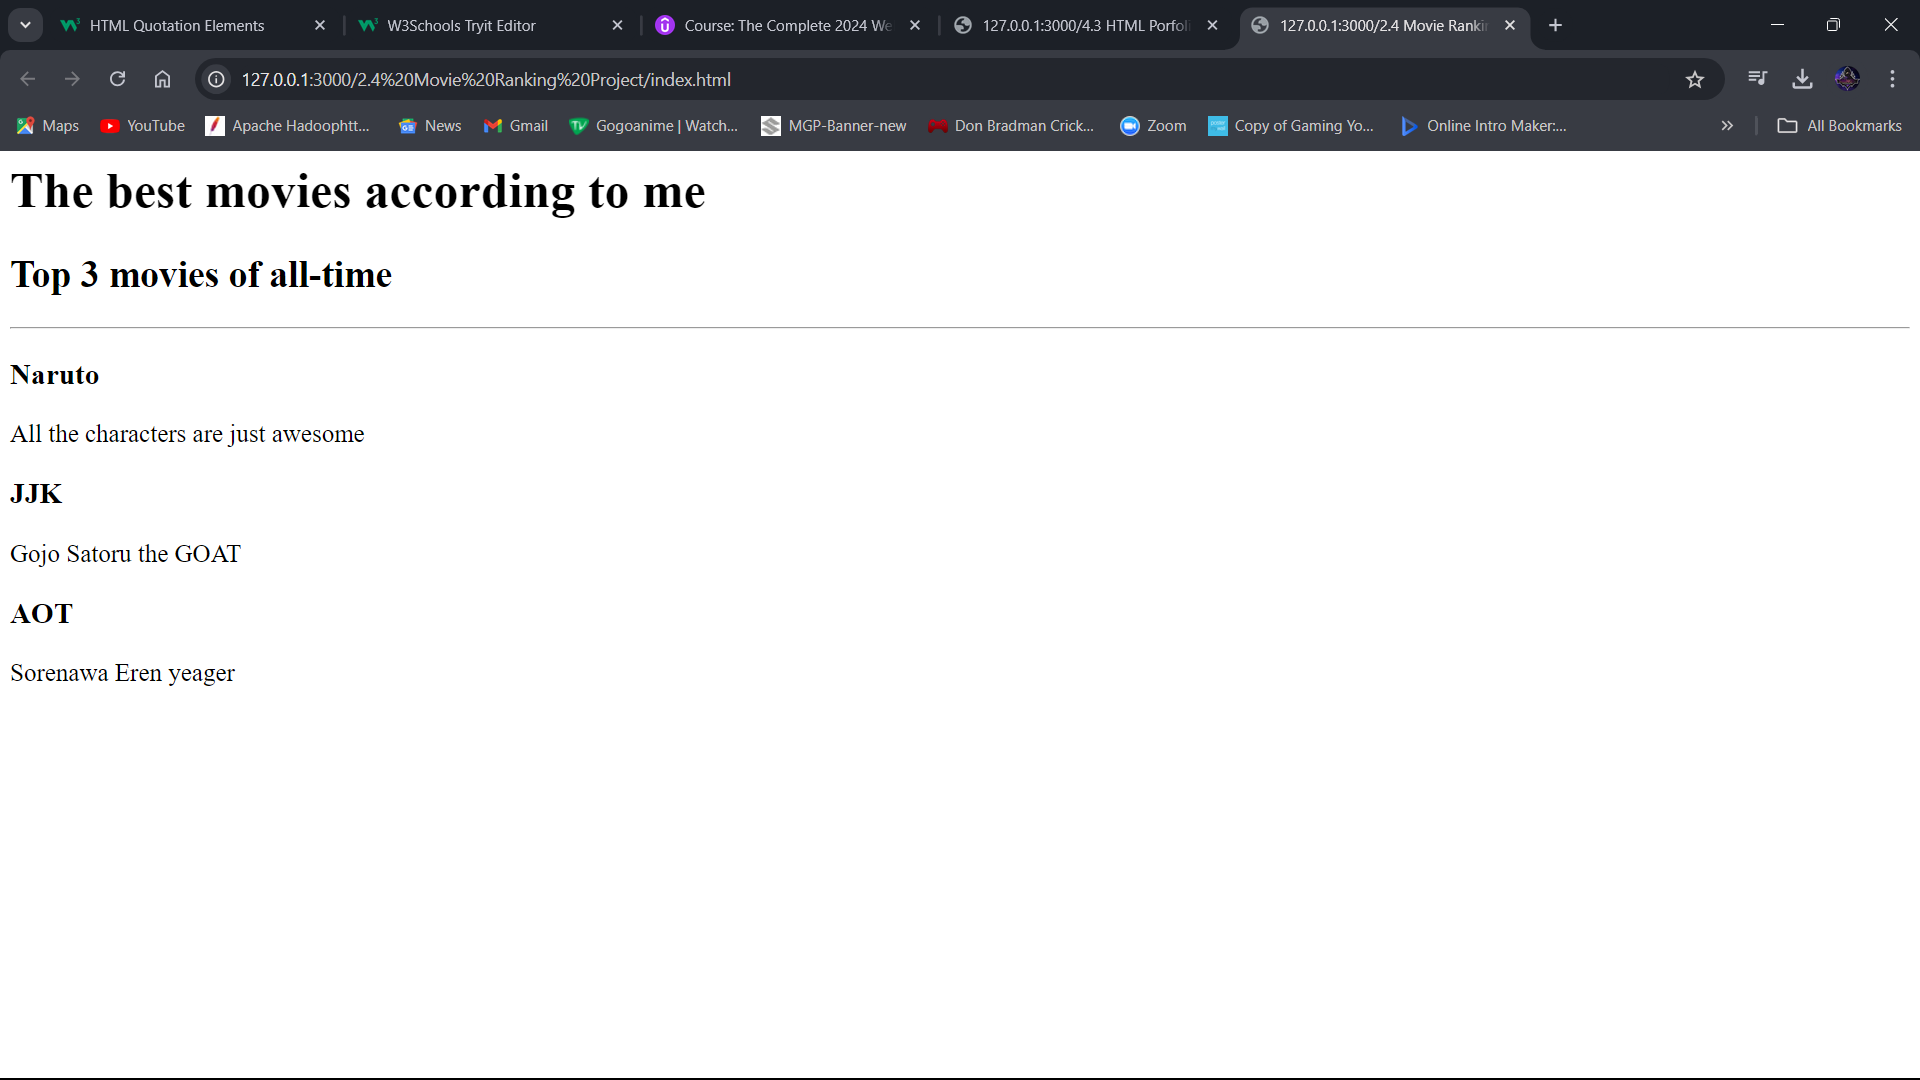 HTML Quotation Elements
W3Schools Tryit Editor
Course: The Complete 2024 We
127.0.0.1:3000/4.3 HTML Porfoli
127.0.0.1:3000/2.4 Movie Rankin
127.0.0.1:3000/2.4%20Movie%20Ranking%20Project/index.html
Maps
YouTube
Apache Hadoophtt...
News
Gmail
Gogoanime | Watch...
MGP-Banner-new
Don Bradman Crick...
Zoom
Copy of Gaming Yo...
Online Intro Maker:...
All Bookmarks
The best movies according to me
Top 3 movies of all-time
Naruto
All the characters are just awesome
JJK
Gojo Satoru the GOAT
AOT
Sorenawa Eren yeager